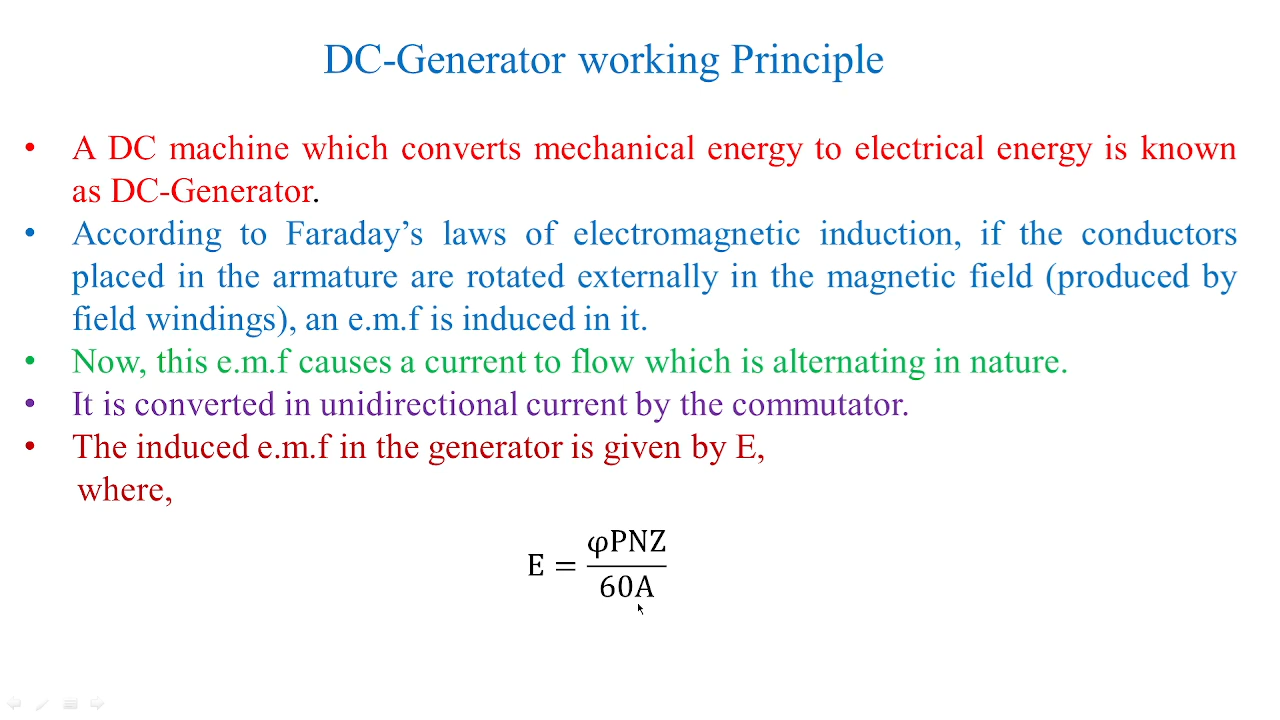 DC-Generator working Principle
• A DC machine which converts mechanical energy to electrical energy is known
as DC-Generator.
• According to Faraday’s laws of electromagnetic induction, if the conductors
placed in the armature are rotated externally in the magnetic field (produced by
field windings), an e.m.f is induced in it.
• Now, this e.m.f causes a current to flow which is alternating in nature.
• It is converted in unidirectional current by the commutator.
• The induced e.m.f in the generator is given by E,
where,
E = φPNZ
60A